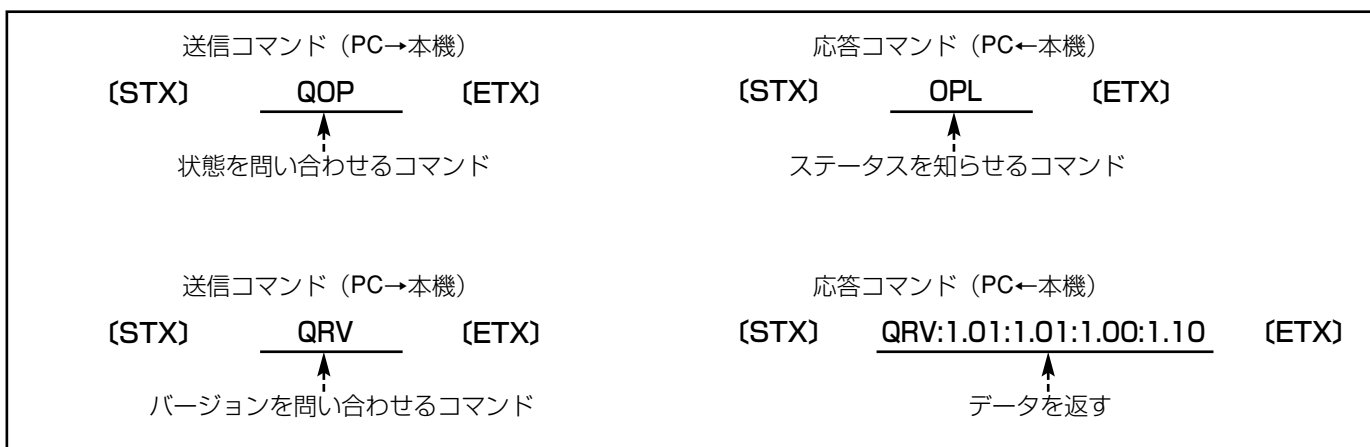 送信コマンド（PC→本機） 応答コマンド（PC←本機）
〔STX〕 QOP 〔ETX〕 〔STX〕 OPL 〔ETX〕
状態を問い合わせるコマンド ステータスを知らせるコマンド
送信コマンド（PC→本機） 応答コマンド（PC←本機）
〔STX〕 QRV 〔ETX〕 〔STX〕 QRV:1.01:1.01:1.00:1.10 〔ETX〕
バージョンを問い合わせるコマンド データを返す